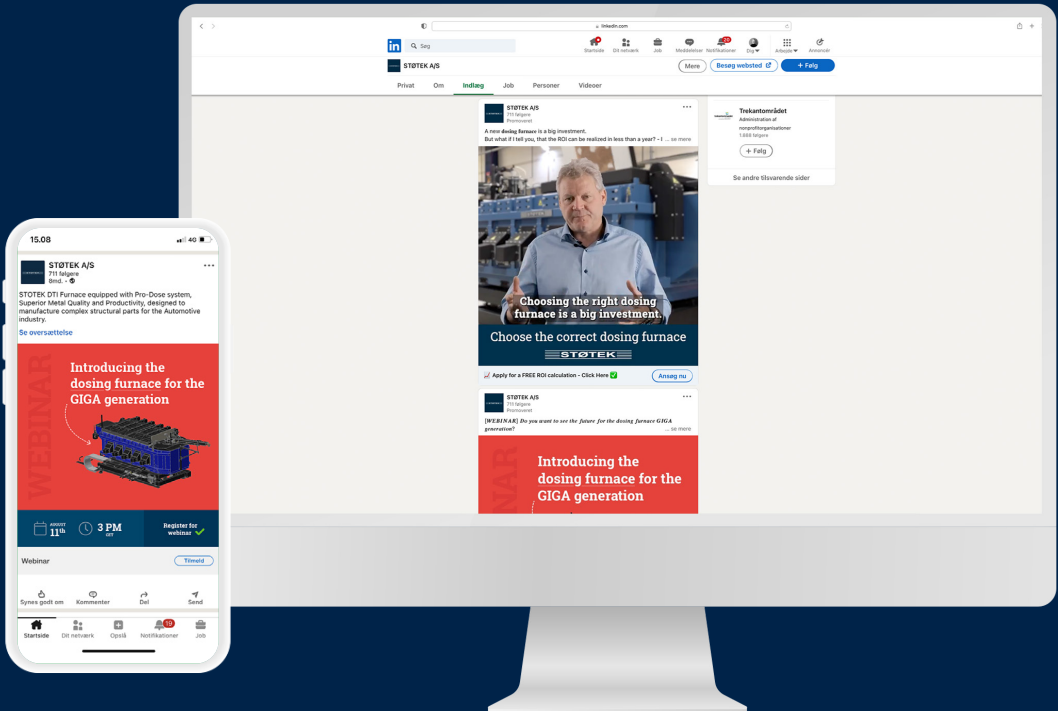 linkedin.com
in
Søg
Startside
Dit netværk
Job
Meddelelser
Notifikationer
Dig
Arbejde
Annoncér
STØTEK A/S
Mere
Besøg websted
+ Følg
Privat
Om
Indlæg
Job
Personer
Videoer
STØTEK A/S
711 følgere
Promoveret
A new dosing furnace is a big investment.
But what if I tell you, that the ROI can be realized in less than a year? - I ... se mere
Choosing the right dosing
furnace is a big investment.
Choose the correct dosing furnace
STØTEK
Apply for a FREE ROI calculation - Click Here
Ansøg nu
STØTEK A/S
711 følgere
Promoveret
[WEBINAR] Do you want to see the future for the dosing furnace GIGA
generation?
... se mere
NAR
Introducing the
dosing furnace for the
GIGA generation
Trekantområdet
Administration af
nonprofitorganisationer
1.668 følgere
+ Følg
Se andre tilsvarende sider
15.08
4G
STØTEK A/S
711 følgere
8md.
STOTEK DTI Furnace equipped with Pro-Dose system,
Superior Metal Quality and Productivity, designed to
manufacture complex structural parts for the Automotive
industry.
Se oversættelse
WEBINAR
Introducing the
dosing furnace for the
GIGA generation
AUGUST
11th
3 PM
Register for
webinar
Webinar
Tilmeld
Synes godt om
Kommenter
Del
Send
19
Startside
Dit netværk
Opslå
Notifikationer
Job